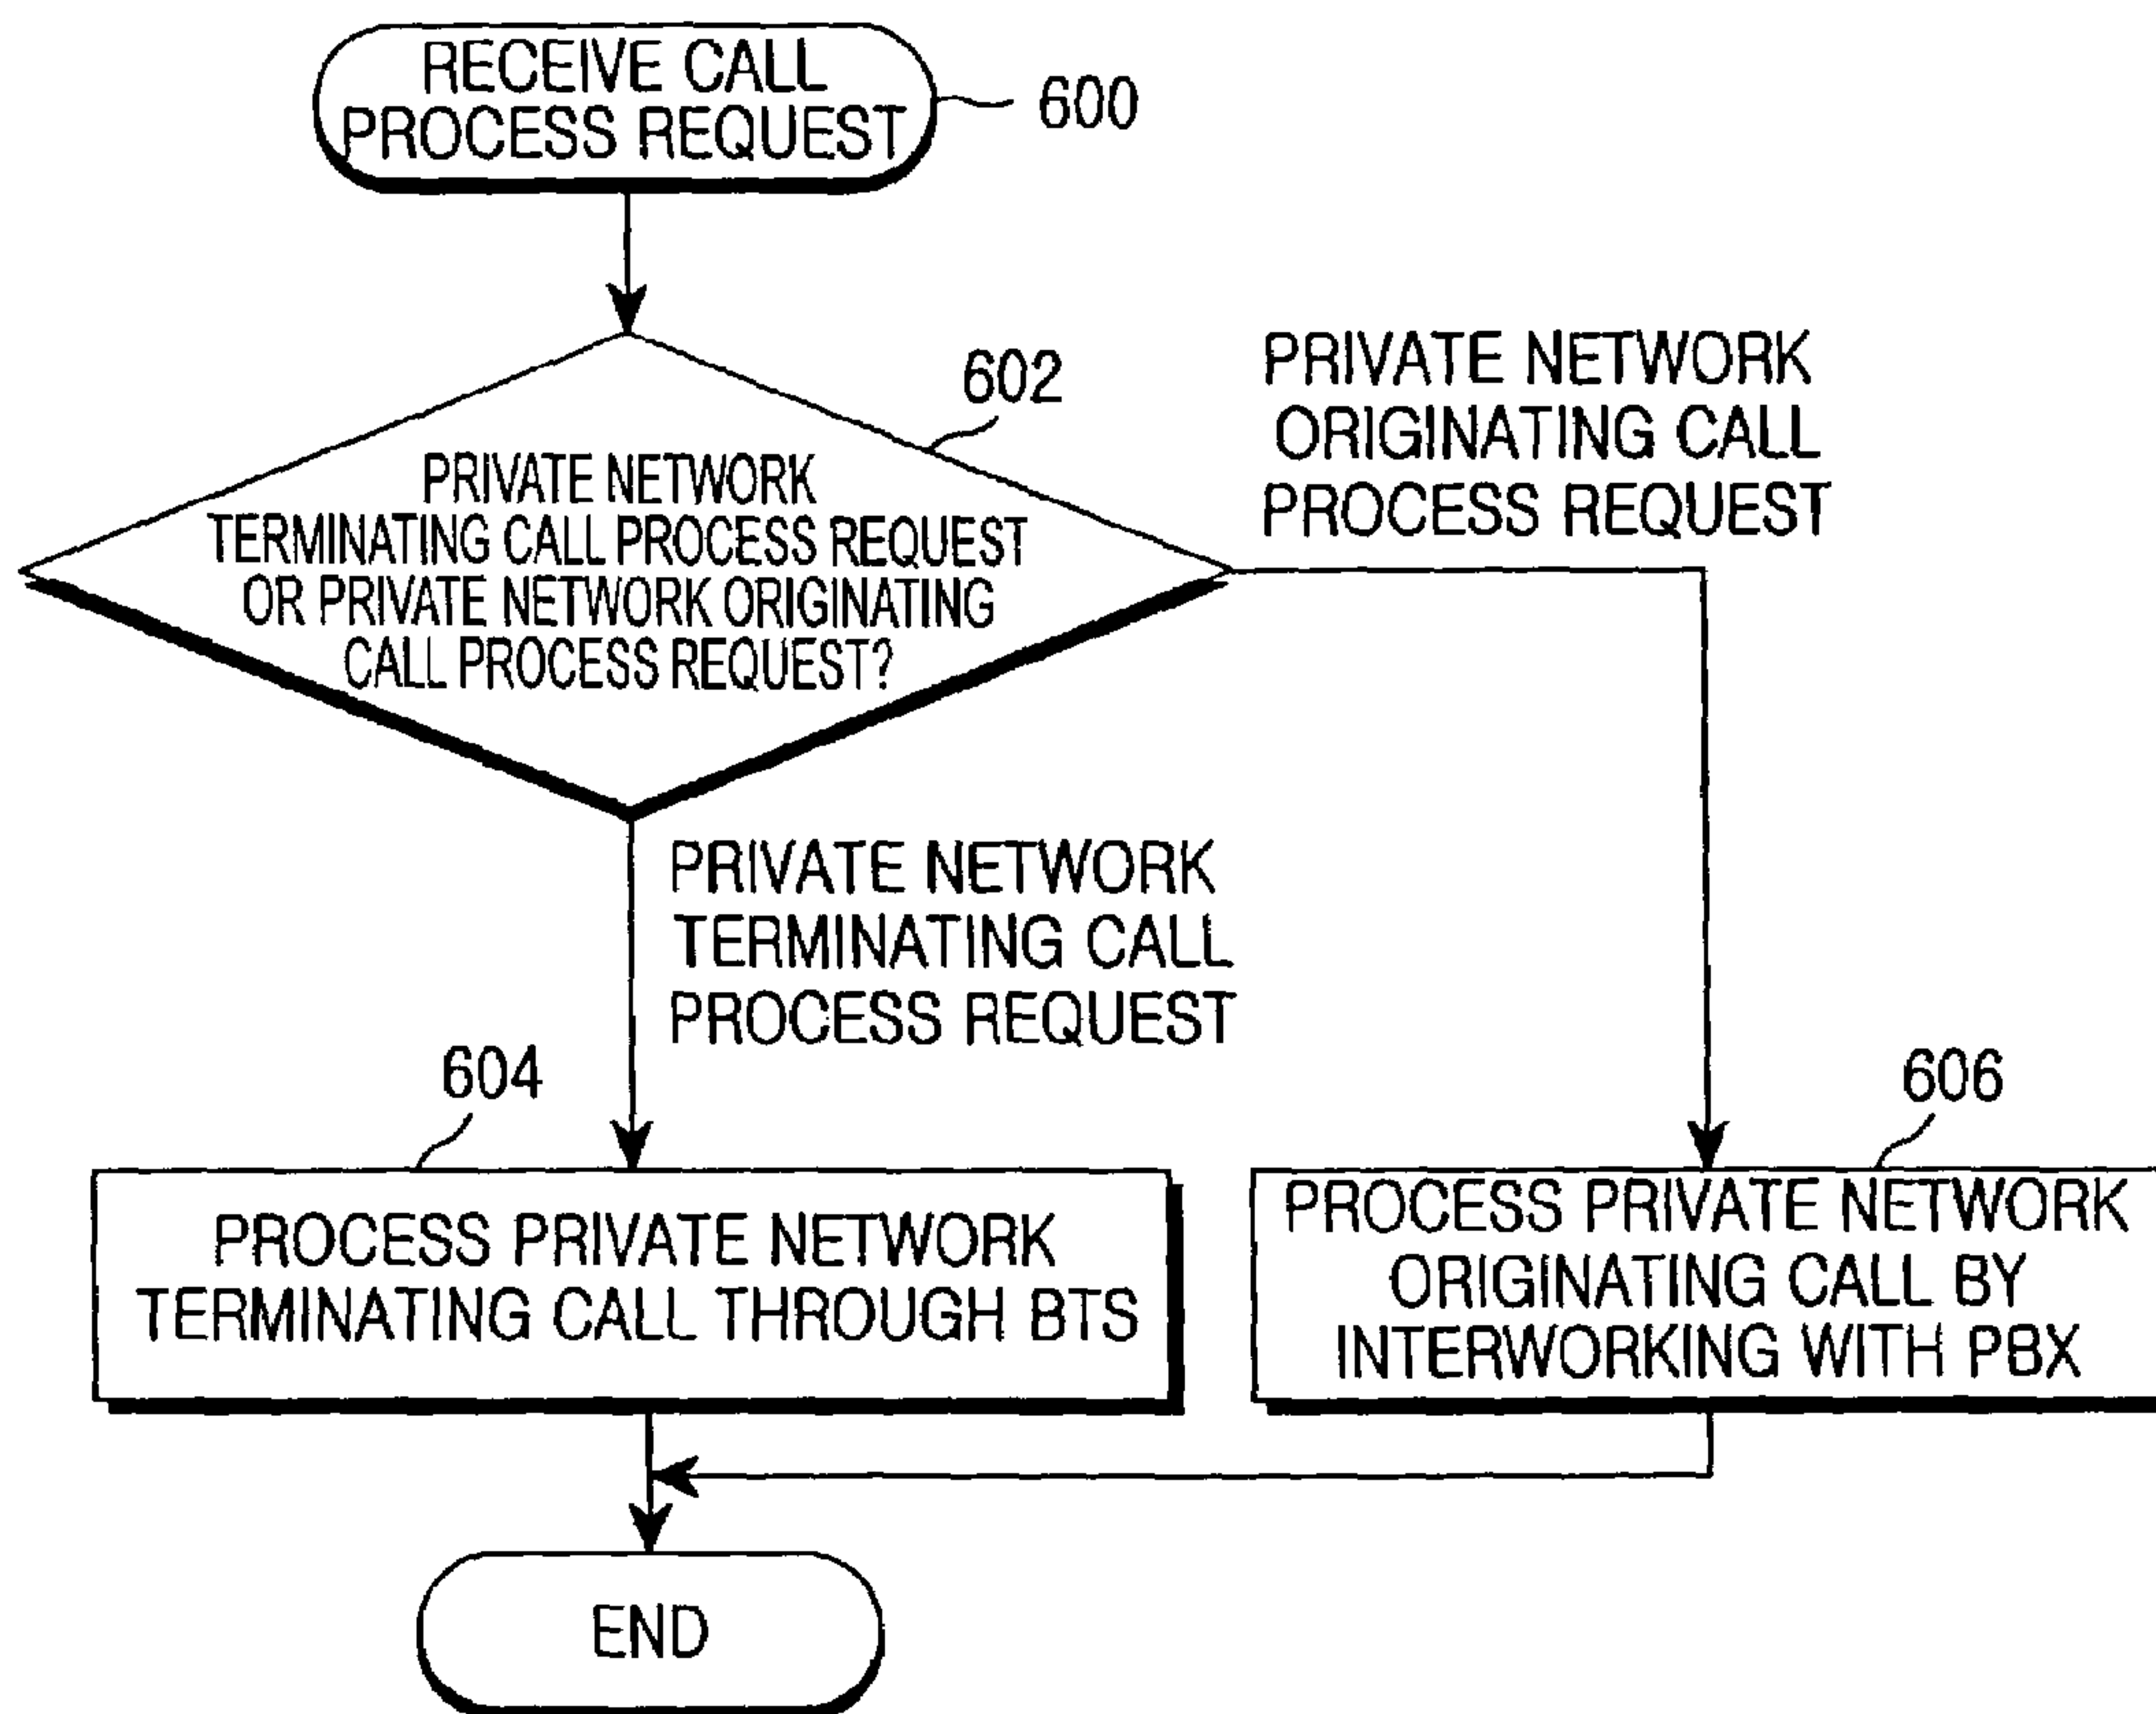 RECEIVE CALL
PROCESS REQUEST
600
602
PRIVATE NETWORK
TERMINATING CALL PROCESS REQUEST
OR PRIVATE NETWORK ORIGINATING
CALL PROCESS REQUEST?
PRIVATE NETWORK
ORIGINATING CALL
PROCESS REQUEST
PRIVATE NETWORK
TERMINATING CALL
PROCESS REQUEST
604
PROCESS PRIVATE NETWORK
TERMINATING CALL THROUGH BTS
606
PROCESS PRIVATE NETWORK
ORIGINATING CALL BY
INTERWORKING WITH PBX
END